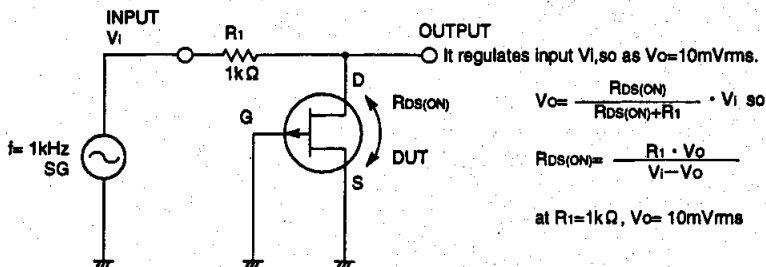 INPUT
Vi
R1
1kΩ
OUTPUT
It regulates input Vi,so as Vo=10mVrms.
D
RDS(ON)
G
DUT
S
f= 1kHz
SG
Vo= RDS(ON) / RDS(ON)+R1 · Vi so
RDS(ON)= R1 · Vo / Vi−Vo
at R1=1kΩ , Vo= 10mVrms